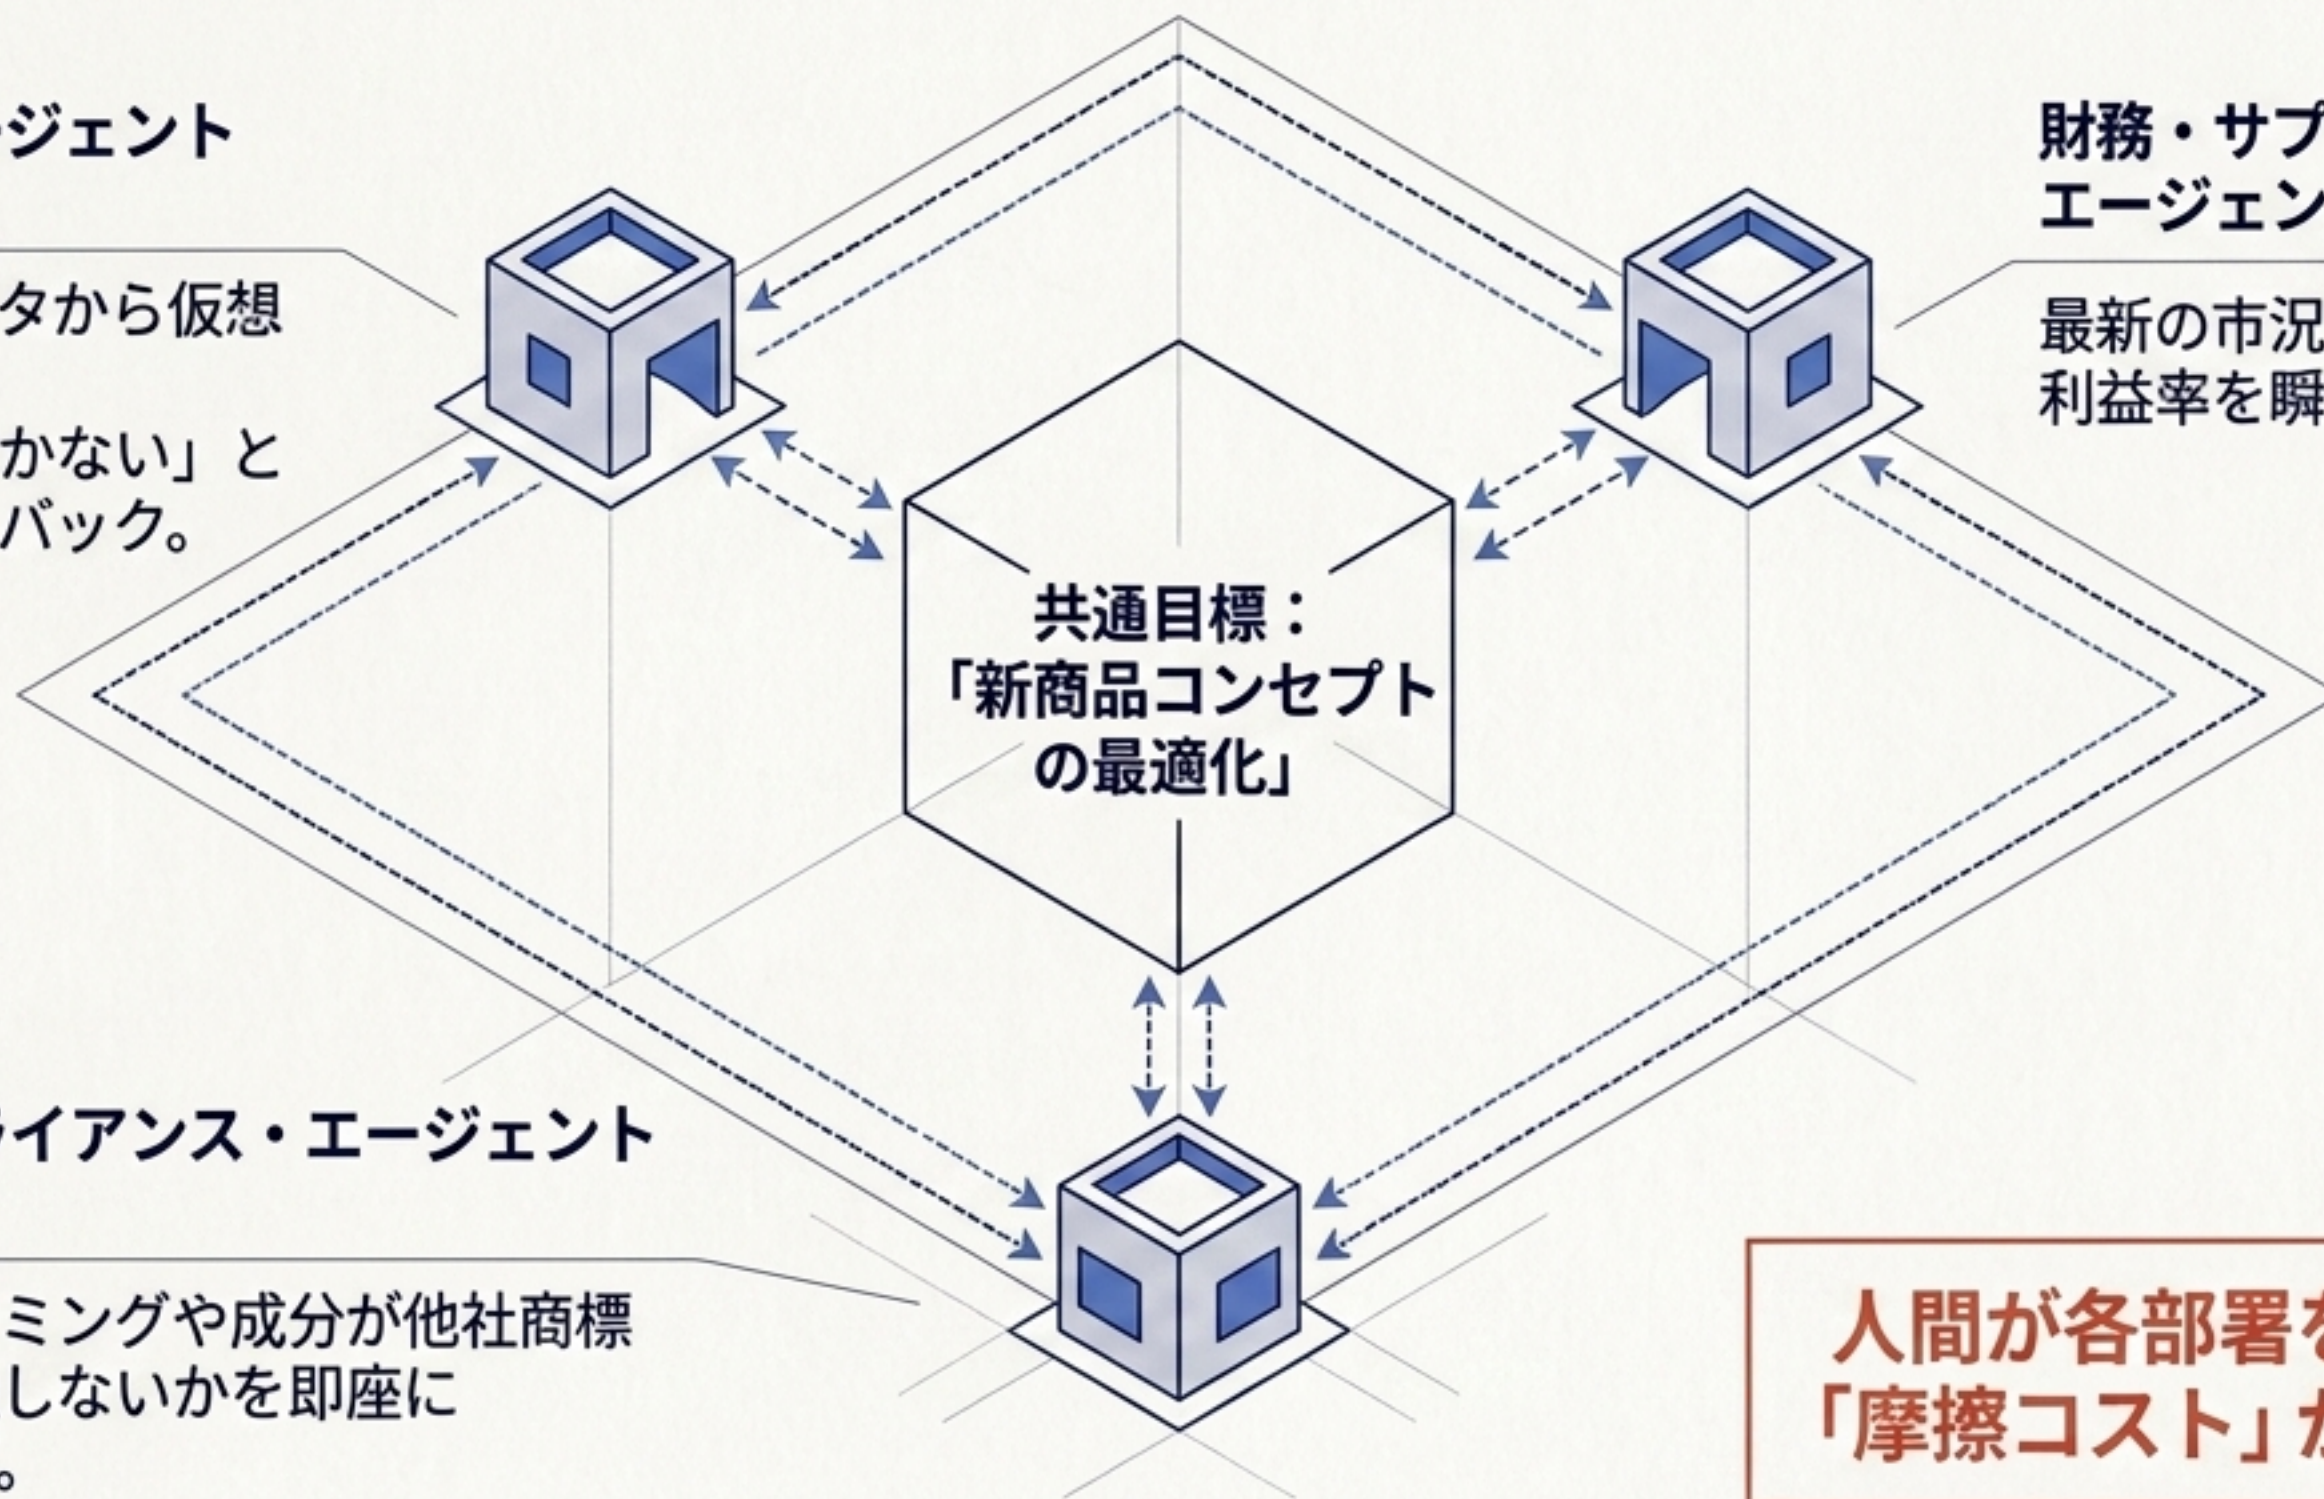 ージェント
タから仮想
かない」と
バック。
財務・サプ
エージェン
最新の市況
利益率を瞬
共通目標：
「新商品コンセプト
の最適化」
ライアンス・エージェント
ミングや成分が他社商標
しないかを即座に
。
人間が各部署を
「摩擦コスト」が